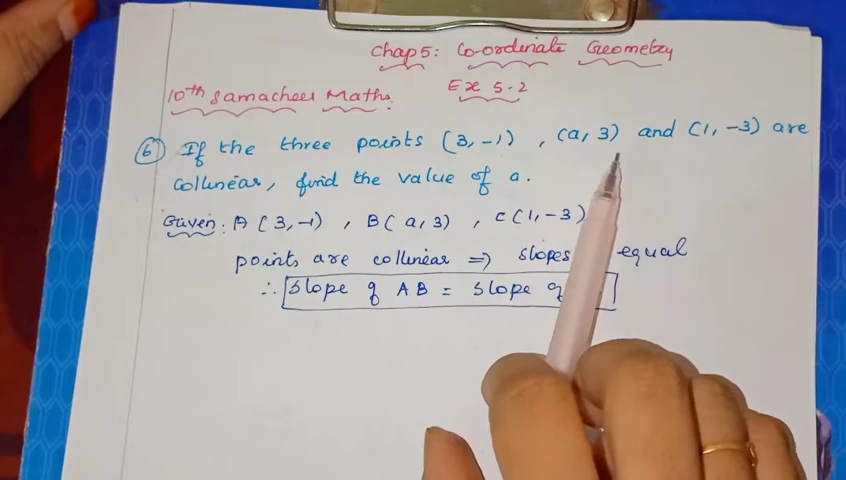 Chap 5: Co-ordinate Geometry
10th Samacheer Maths.
Ex 5.2
6) If the three points (3, -1) , (a, 3) and (1, -3) are
collinear, find the value of a.
Given: A (3, -1) , B (a, 3) , C (1, -3)
points are collinear => slopes equal
∴ Slope of AB = Slope of